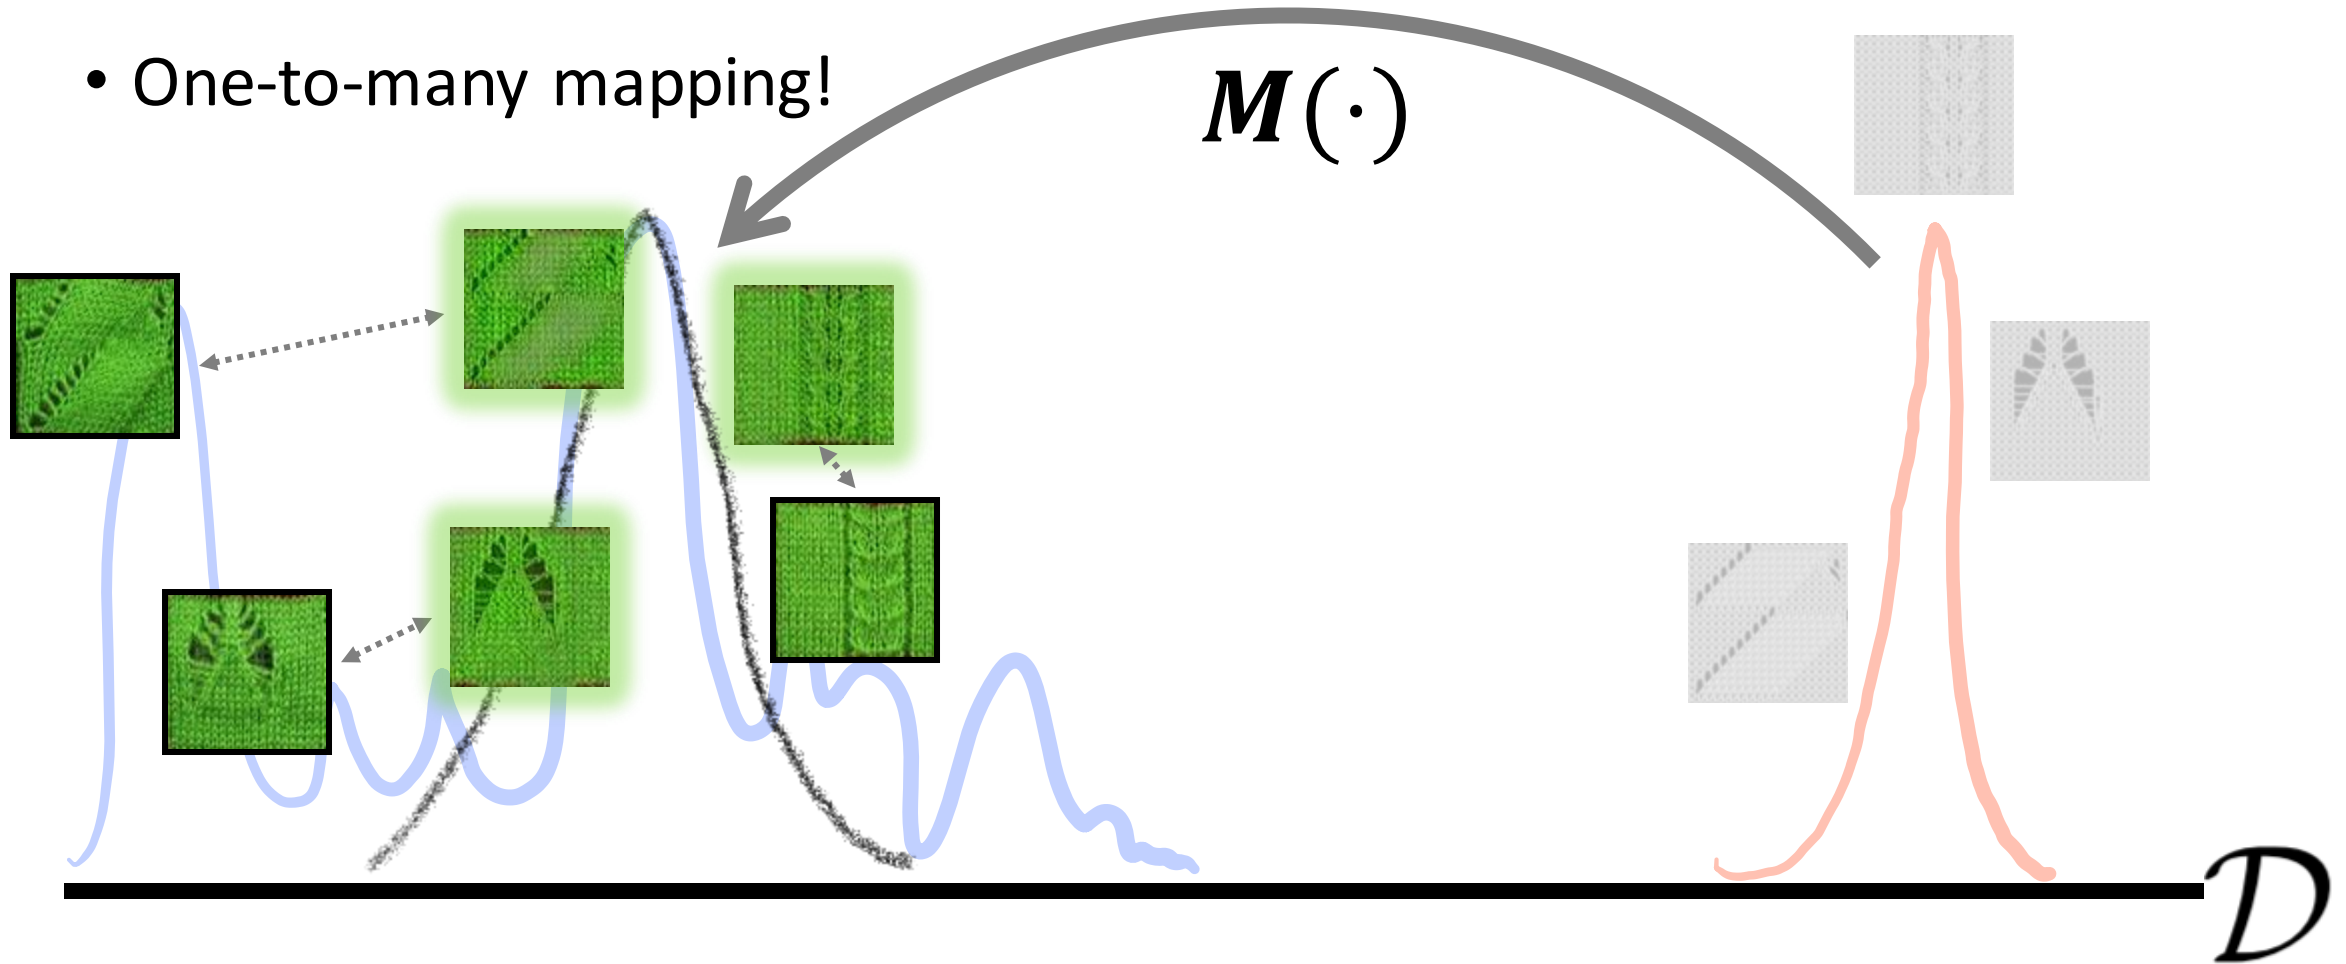 • One-to-many mapping!
M(·)
𝒟